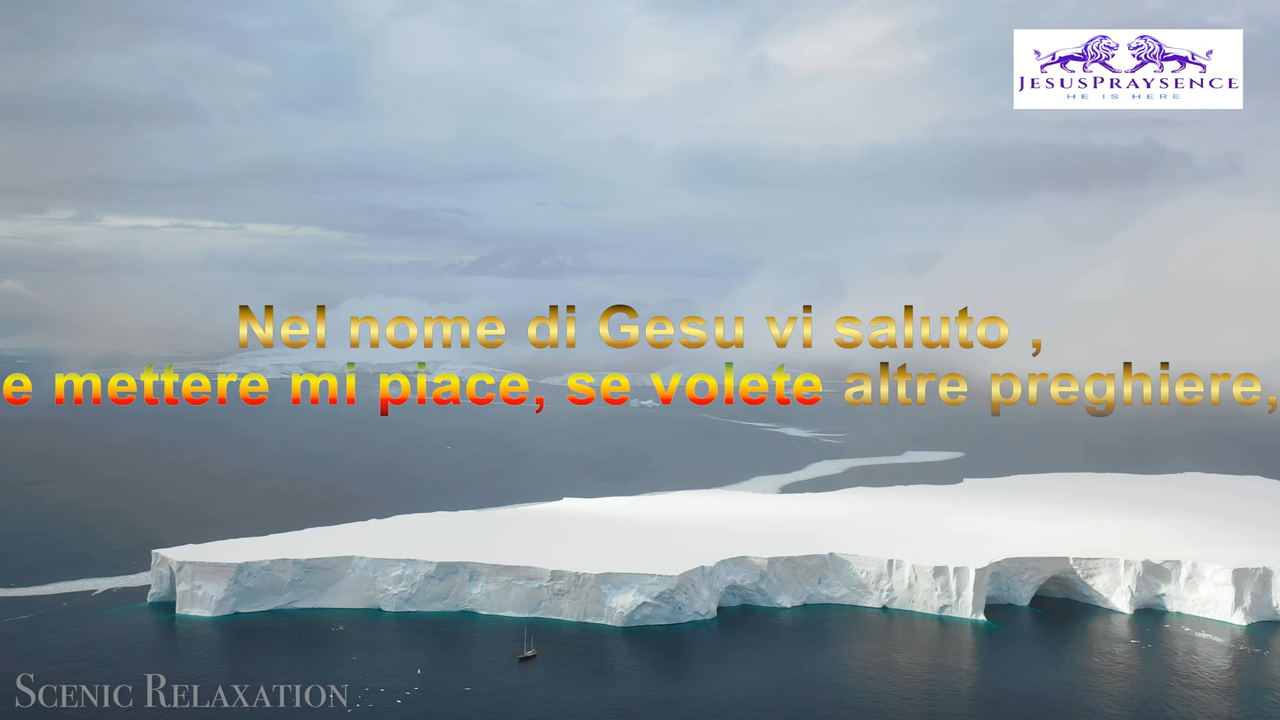 JESUSPRAYSENCE
HE IS HERE
Nel nome di Gesu vi saluto ,
e mettere mi piace, se volete altre preghiere,
SCENIC RELAXATION